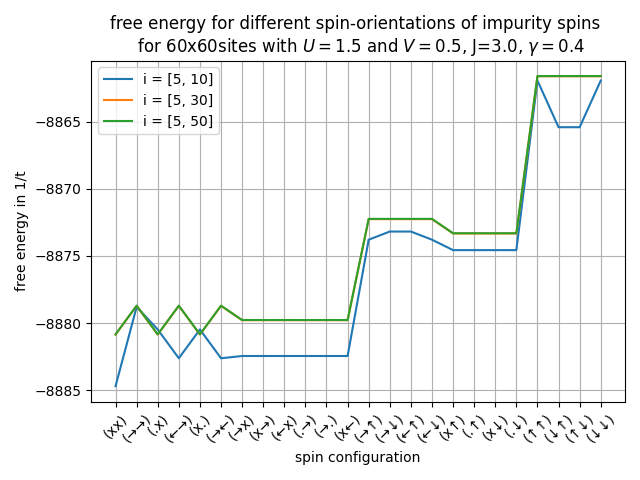 free energy for different spin-orientations of impurity spins
for 60x60sites with U = 1.5 and V = 0.5, J=3.0, γ = 0.4
i = [5, 10]
i = [5, 30]
i = [5, 50]
free energy in 1/t
−8865
−8870
−8875
−8880
−8885
(xx)
(→→)
(.x)
(←→)
(x.)
(→←)
(→x)
(x→)
(←x)
(.→)
(→.)
(x←)
(→↑)
(→↓)
(←↑)
(←↓)
(x↑)
(.↑)
(x↓)
(.↓)
(↑↑)
(↓↑)
(↑↓)
(↓↓)
spin configuration